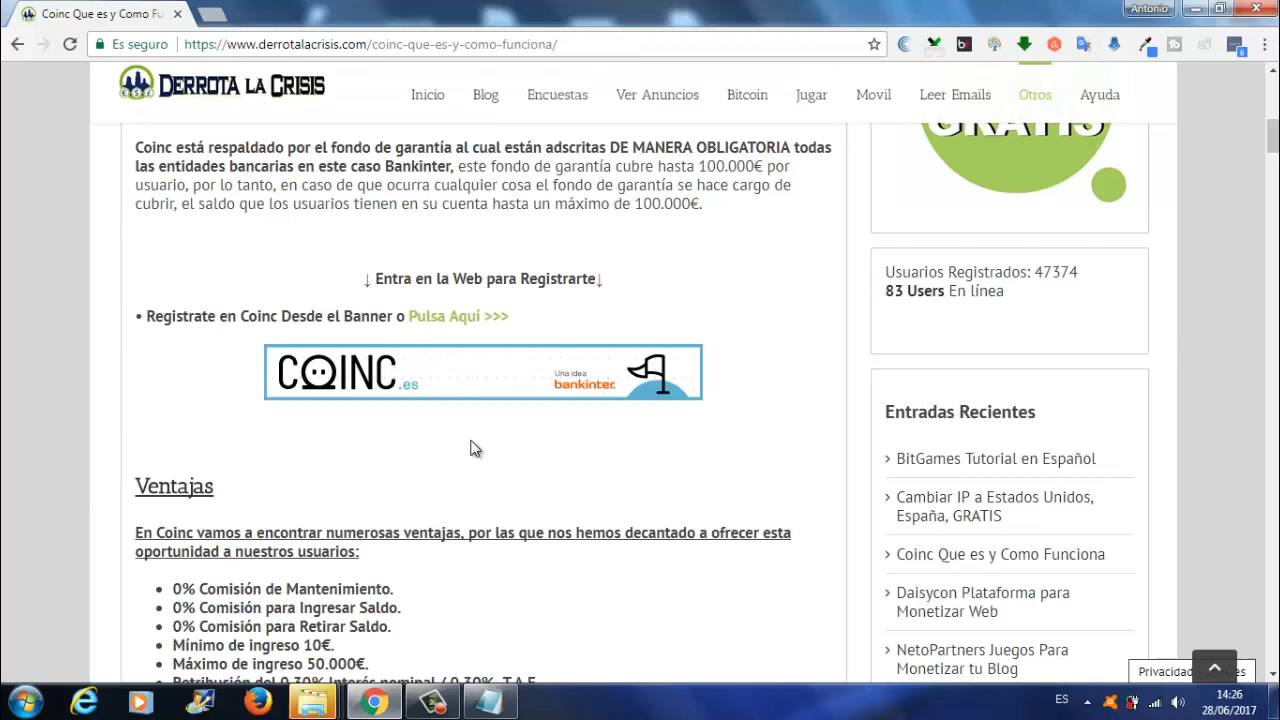 Coinc Que es y Como Fu
Antonio
Es seguro
https://www.derrotalacrisis.com/coinc-que-es-y-como-funciona/
6
DERROTA LA CRISIS
Inicio
Blog
Encuestas
Ver Anuncios
Bitcoin
Jugar
Movil
Leer Emails
Otros
Ayuda
GRATIS
Coinc está respaldado por el fondo de garantía al cual están adscritas DE MANERA OBLIGATORIA todas
las entidades bancarias en este caso Bankinter, este fondo de garantía cubre hasta 100.000€ por
usuario, por lo tanto, en caso de que ocurra cualquier cosa el fondo de garantía se hace cargo de
cubrir, el saldo que los usuarios tienen en su cuenta hasta un máximo de 100.000€.
↓ Entra en la Web para Registrarte↓
• Registrate en Coinc Desde el Banner o Pulsa Aquí >>>
COINC.es
Una idea
bankinter.
Ventajas
En Coinc vamos a encontrar numerosas ventajas, por las que nos hemos decantado a ofrecer esta
oportunidad a nuestros usuarios:
• 0% Comisión de Mantenimiento.
• 0% Comisión para Ingresar Saldo.
• 0% Comisión para Retirar Saldo.
• Mínimo de ingreso 10€.
• Máximo de ingreso 50.000€.
• Retribución del 0,30% Interés nominal / 0,30% T.A.E
Usuarios Registrados: 47374
83 Users En línea
Entradas Recientes
BitGames Tutorial en Español
Cambiar IP a Estados Unidos,
España, GRATIS
Coinc Que es y Como Funciona
Daisycon Plataforma para
Monetizar Web
NetoPartners Juegos Para
Monetizar tu Blog
ES
14:26
28/06/2017